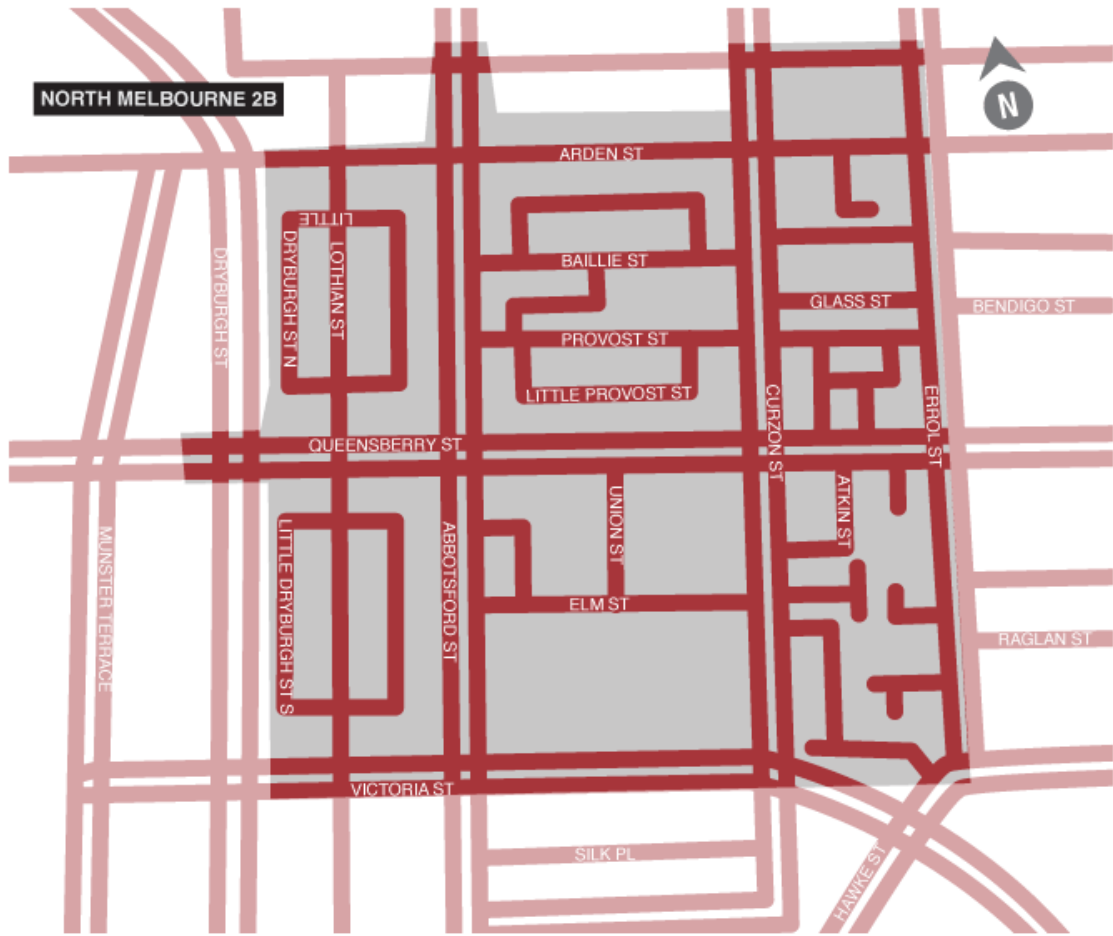 NORTH MELBOURNE 2B
N
ARDEN ST
LITTLE
DRYBURGH ST N
LOTHIAN ST
DRYBURGH ST
BAILLIE ST
GLASS ST
BENDIGO ST
PROVOST ST
LITTLE PROVOST ST
CURZON ST
ERROL ST
QUEENSBERRY ST
MUNSTER TERRACE
LITTLE DRYBURGH ST S
ABBOTSFORD ST
UNION ST
ATKIN ST
ELM ST
RAGLAN ST
VICTORIA ST
SILK PL
HAWKE ST